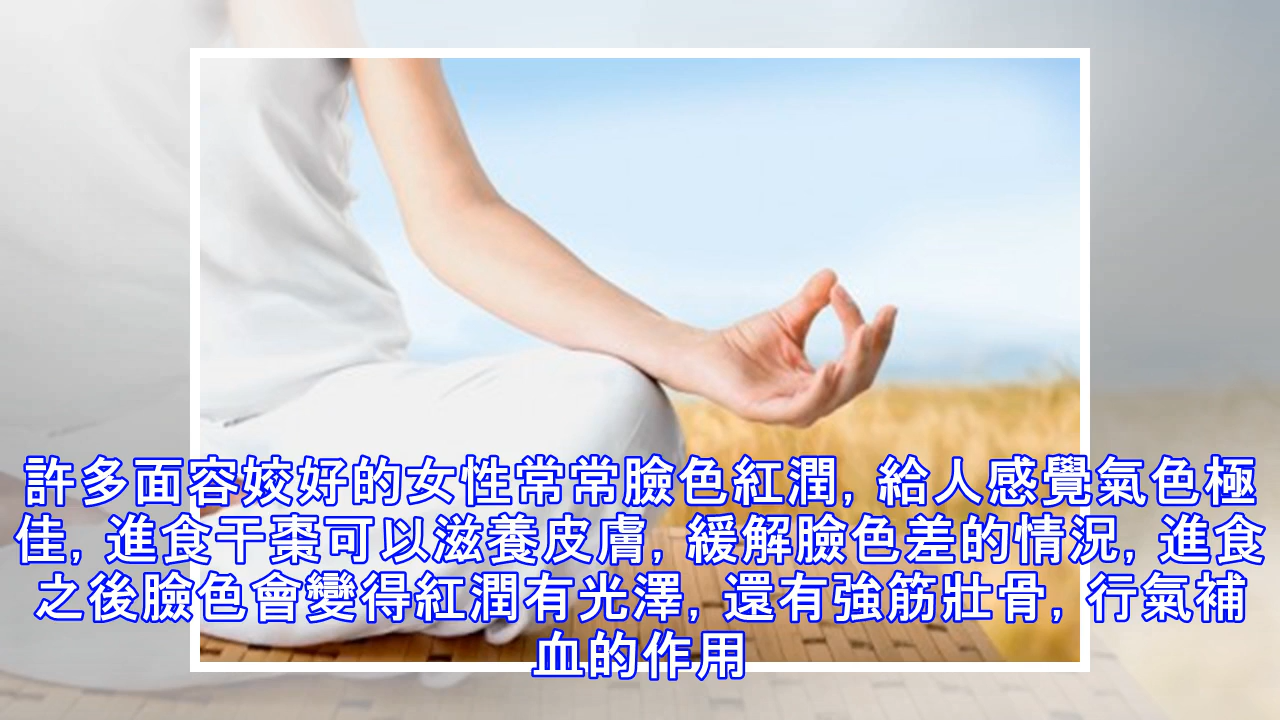 許多面容姣好的女性常常臉色紅潤, 給人感覺氣色極
佳, 進食干棗可以滋養皮膚, 緩解臉色差的情況, 進食
之後臉色會變得紅潤有光澤, 還有強筋壯骨, 行氣補
血的作用